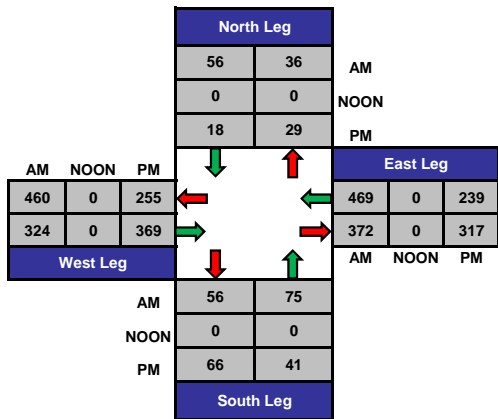 North Leg
56 36 AM
0 0 NOON
18 29 PM
AM NOON PM
East Leg
460 0 255
469 0 239
324 0 369
372 0 317
West Leg
AM NOON PM
AM 56 75
NOON 0 0
PM 66 41
South Leg